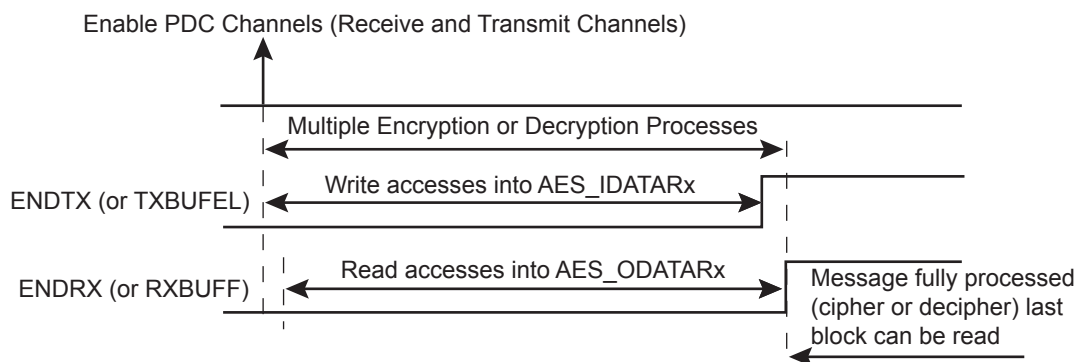 Enable PDC Channels (Receive and Transmit Channels)
Multiple Encryption or Decryption Processes
Write accesses into AES_IDATARx
ENDTX (or TXBUFEL)
Read accesses into AES_ODATARx
ENDRX (or RXBUFF)
Message fully processed
(cipher or decipher) last
block can be read